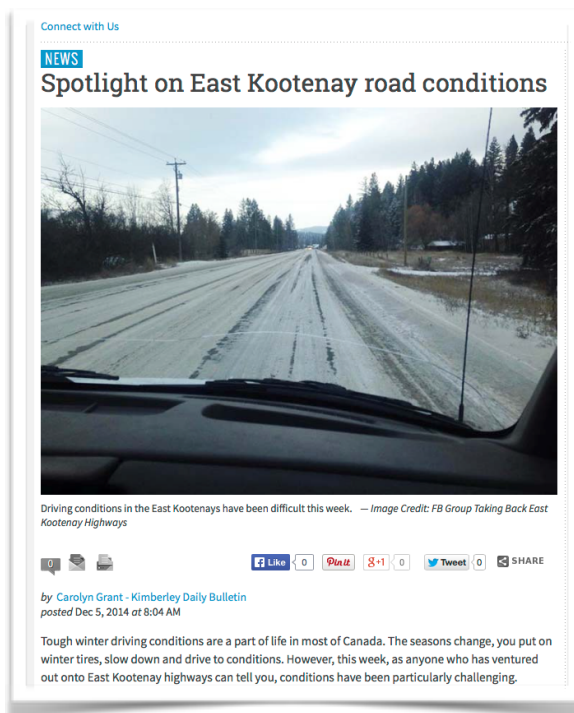 Connect with Us
NEWS
Spotlight on East Kootenay road conditions
Driving conditions in the East Kootenays have been difficult this week. — Image Credit: FB Group Taking Back East
Kootenay Highways
0
Like 0 Pin it g+1 0 Tweet 0 SHARE
by Carolyn Grant - Kimberley Daily Bulletin
posted Dec 5, 2014 at 8:04 AM
Tough winter driving conditions are a part of life in most of Canada. The seasons change, you put on
winter tires, slow down and drive to conditions. However, this week, as anyone who has ventured
out onto East Kootenay highways can tell you, conditions have been particularly challenging.